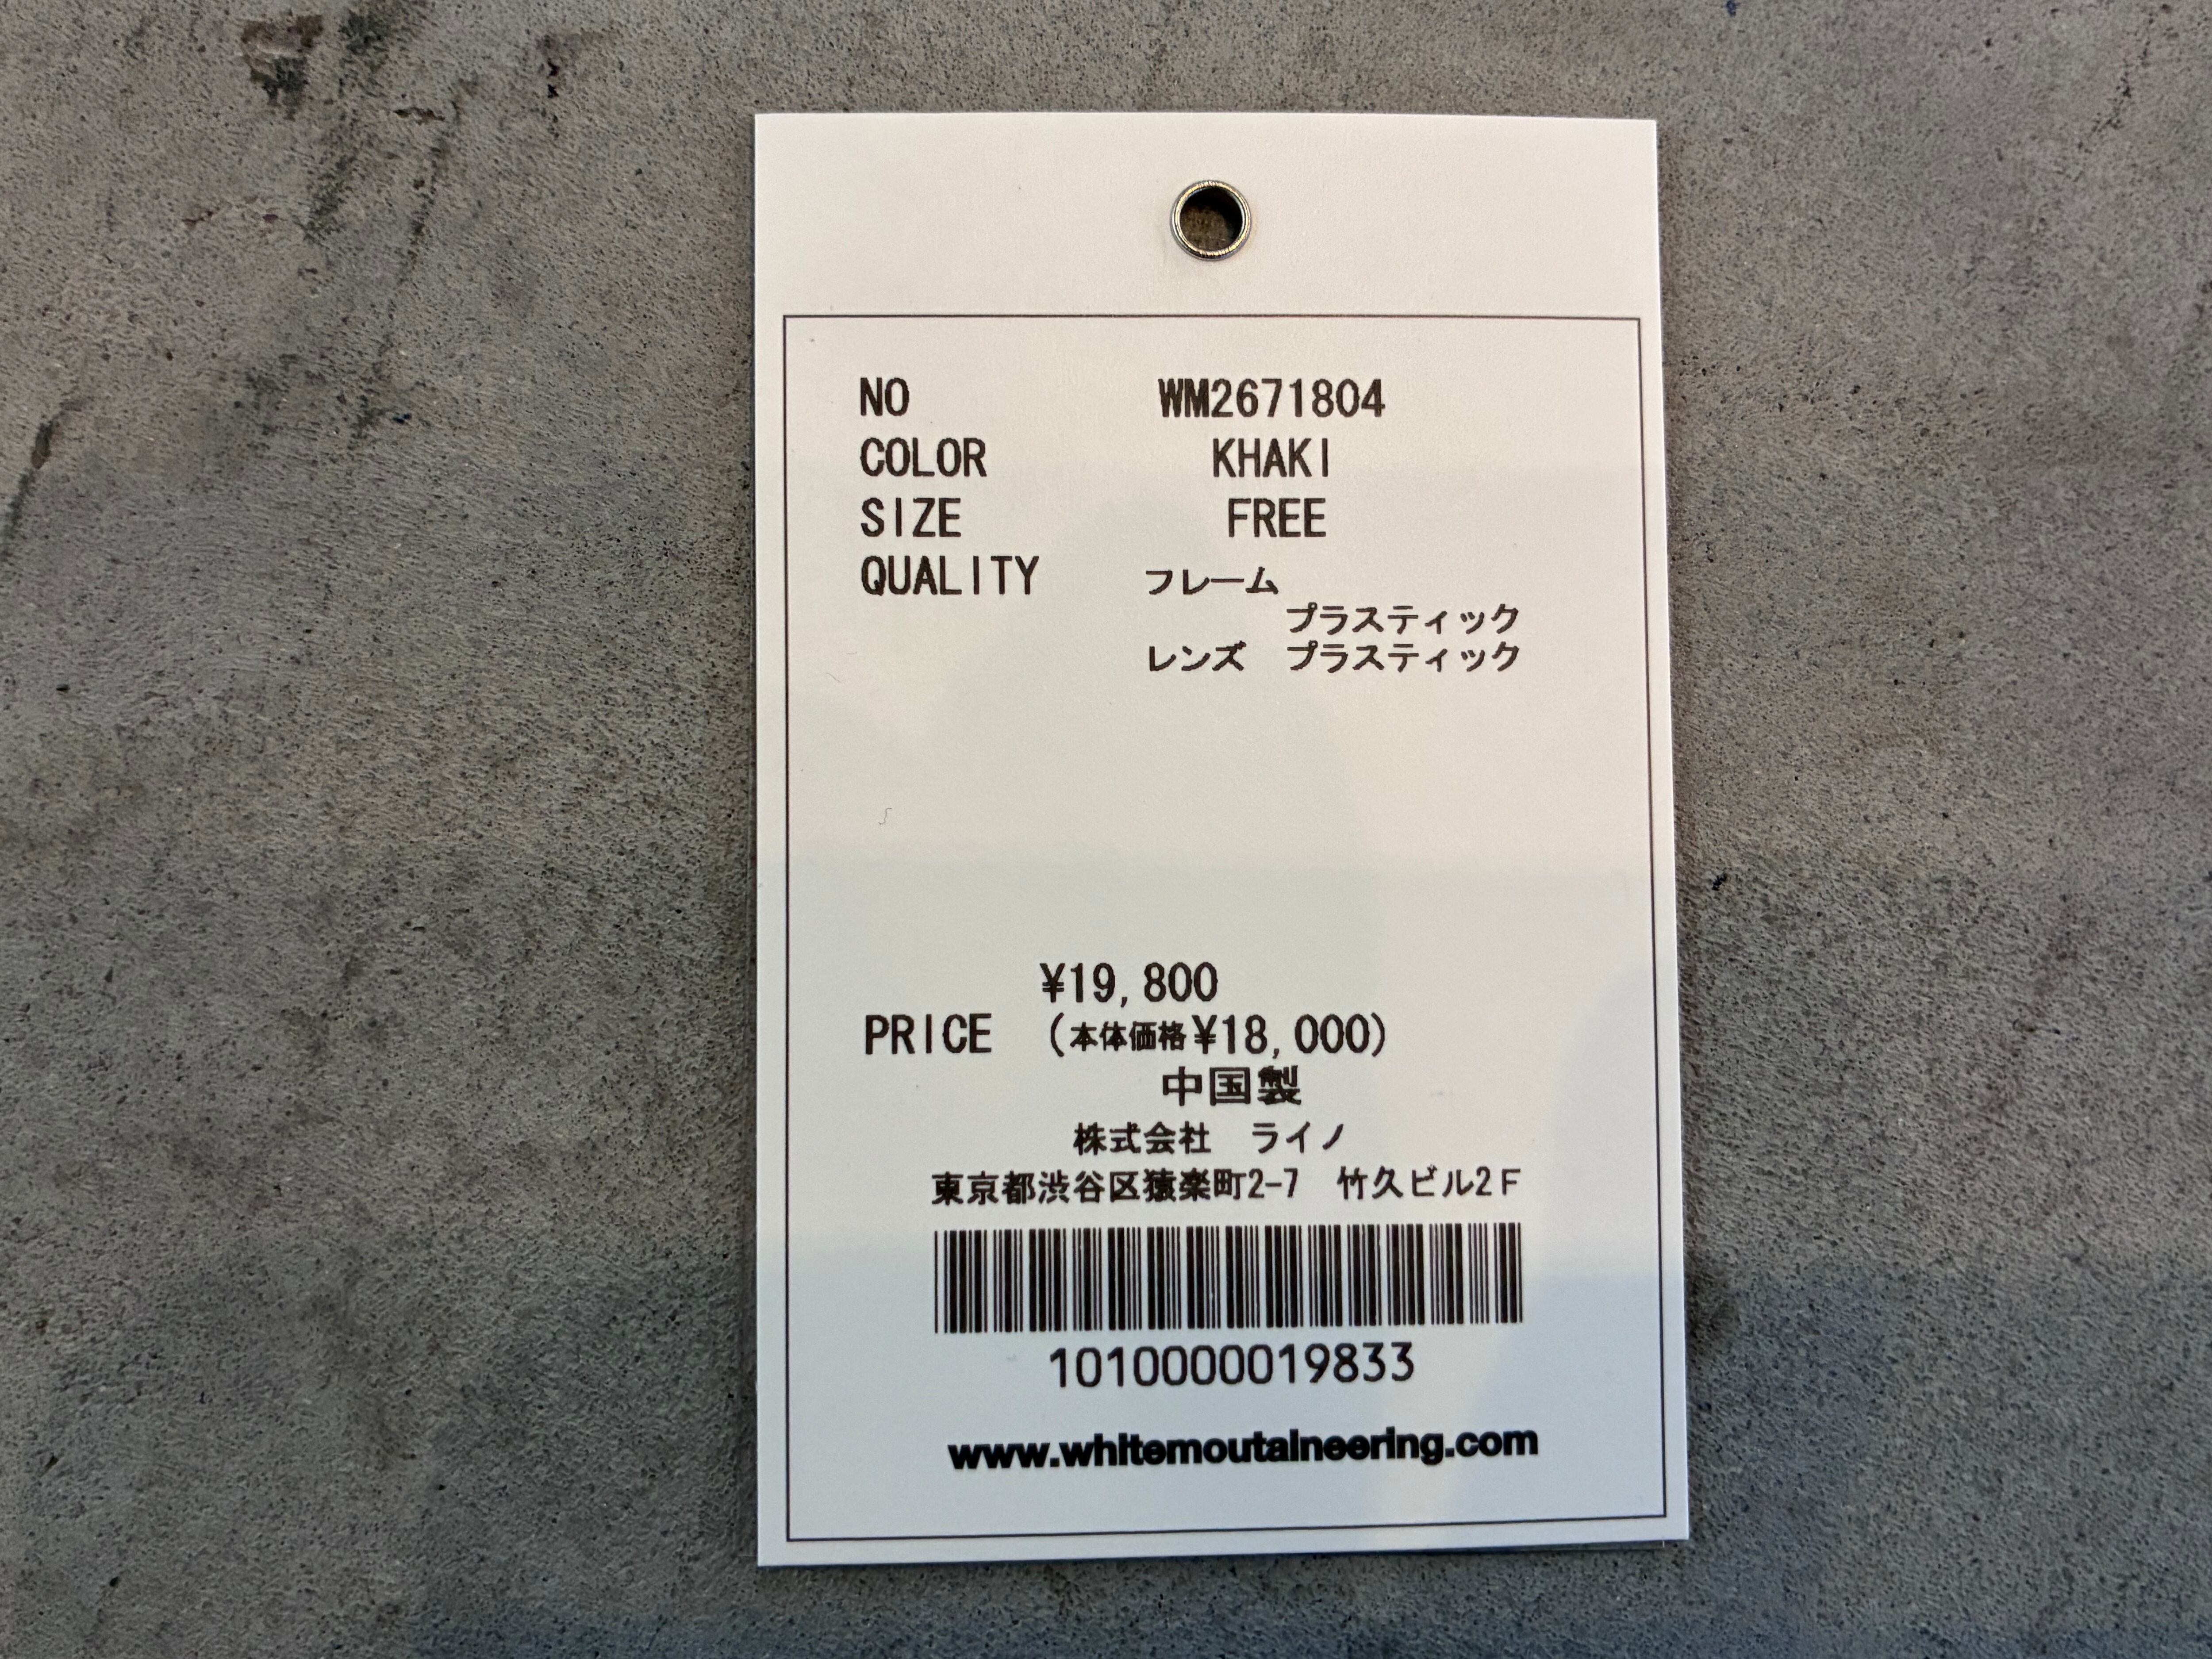 NO WM2671804
COLOR KHAKI
SIZE FREE
QUALITY フレーム
プラスティック
レンズ プラスティック
¥19,800
PRICE (本体価格¥18,000)
中国製
株式会社 ライノ
東京都渋谷区猿楽町2-7 竹久ビル2F
1010000019833
www.whitemoutaineering.com